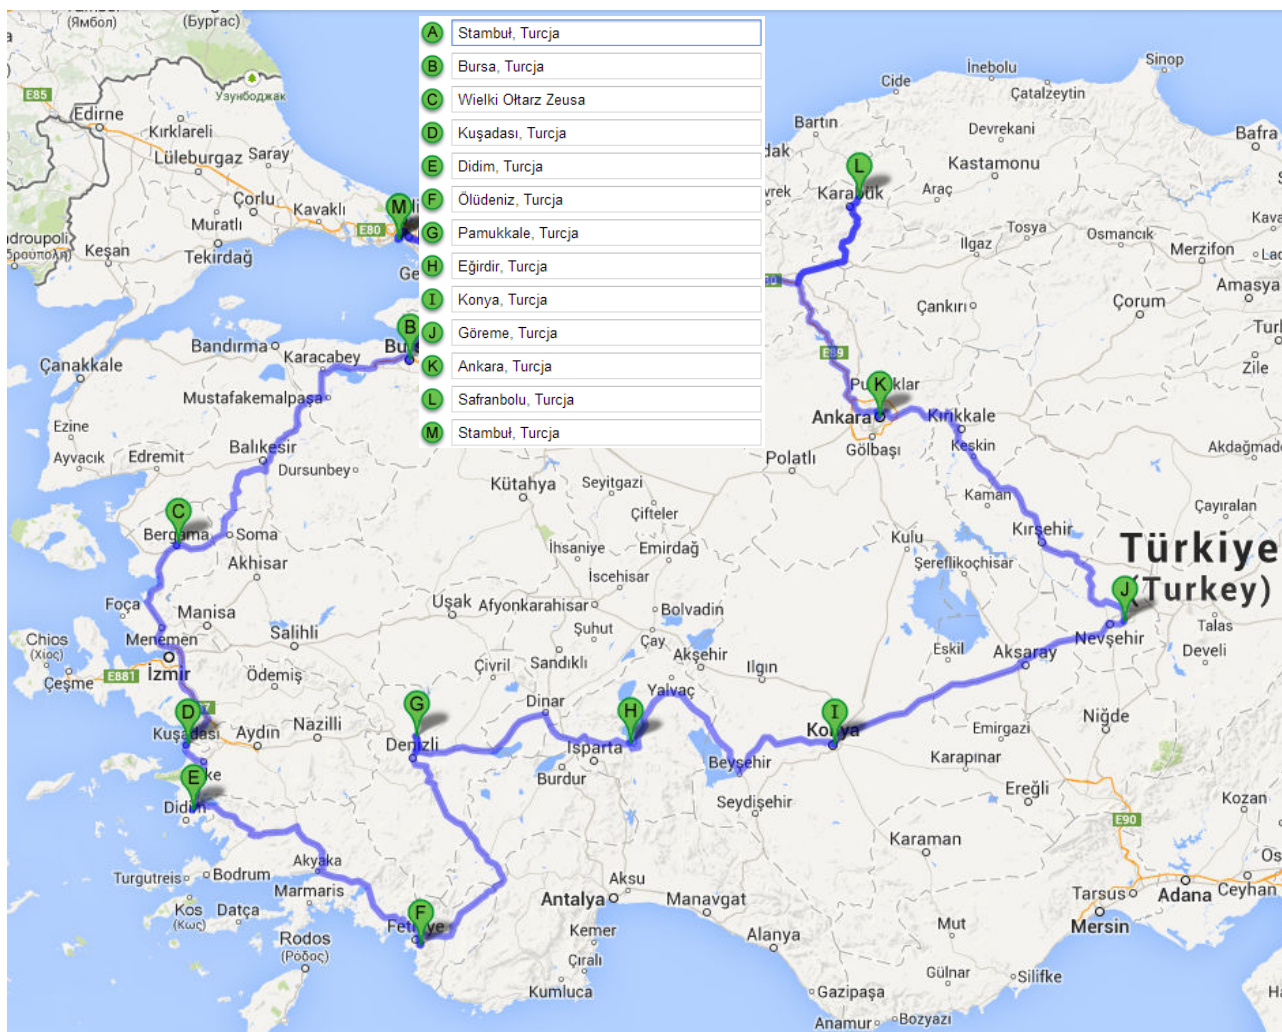 A Stambuł, Turcja
B Bursa, Turcja
C Wielki Ołtarz Zeusa
D Kuşadası, Turcja
E Didim, Turcja
F Ölüdeniz, Turcja
G Pamukkale, Turcja
H Eğirdir, Turcja
I Konya, Turcja
J Göreme, Turcja
K Ankara, Turcja
L Safranbolu, Turcja
M Stambuł, Turcja
(Ямбол)
(Бургас)
Узунбоджак
E85
Edirne
Kırklareli
Lüleburgaz
Saray
Çorlu
Kavaklı
E80
M
Muratlı
Keşan
Tekirdağ
Sinop
İnebolu
Cide
Çatalzeytin
Bartın
Devrekani
Bafra
Kastamonu
L
Karabük
Araç
Tosya
Osmancık
Ilgaz
Merzifon
Amasya
Çankırı
Çorum
E89
Zile
K
Ankara
Kırıkkale
Gölbaşı
Keskin
Polatlı
Akdağmade
Kaman
Çayıralan
Kırşehir
Kulu
Şereflikoçhisar
Türkiye
(Turkey)
J
Nevşehir
Talas
Develi
Eskil
Aksaray
Niğde
Emirgazi
Karapınar
Ereğli
Kozan
E90
Karaman
Tarsus
Adana
Ceyhan
Mersin
Mut
Gülnar
Silifke
Anamur
Bozyazı
Gazipaşa
Alanya
Manavgat
Aksu
Antalya
Kemer
Çıralı
Kumluca
B
Bandırma
Karacabey
Çanakkale
Mustafakemalpaşa
Ezine
Balıkesir
Ayvacık
Edremit
Dursunbey
Kütahya
Seyitgazi
Çifteler
C
Bergama
Soma
İhsaniye
Emirdağ
Akhisar
İscehisar
Foça
Manisa
Uşak
Afyonkarahisar
Bolvadin
Chios
(Χίος)
Menemen
Salihli
Şuhut
Çay
Akşehir
Çeşme
E881
İzmir
Ödemiş
Çivril
Sandıklı
Ilgın
Yalvaç
D
Kuşadası
Aydın
Nazilli
G
Denizli
Dinar
H
Isparta
Burdur
I
Konya
Beyşehir
Seydişehir
E
Didim
Akyaka
Turgutreis
Bodrum
Marmaris
Kos
(Κως)
Datça
F
Rodos
(Ρόδος)